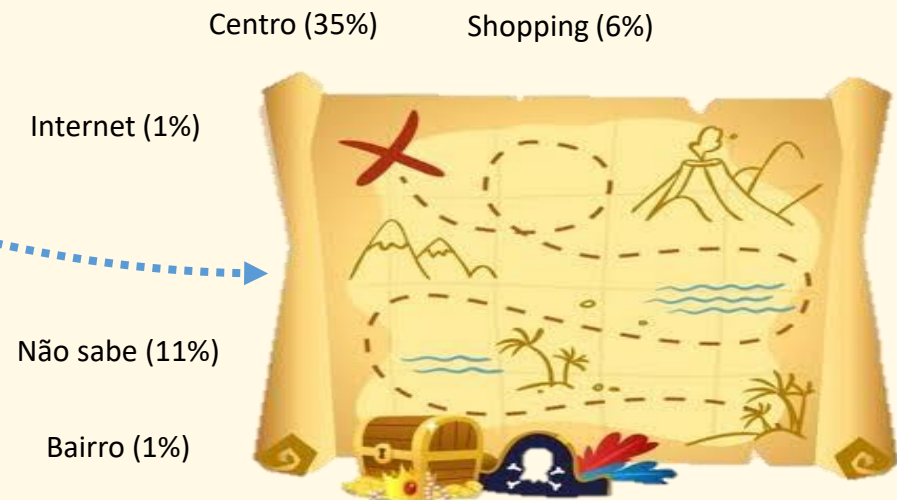 Centro (35%)
Shopping (6%)
Internet (1%)
Não sabe (11%)
Bairro (1%)